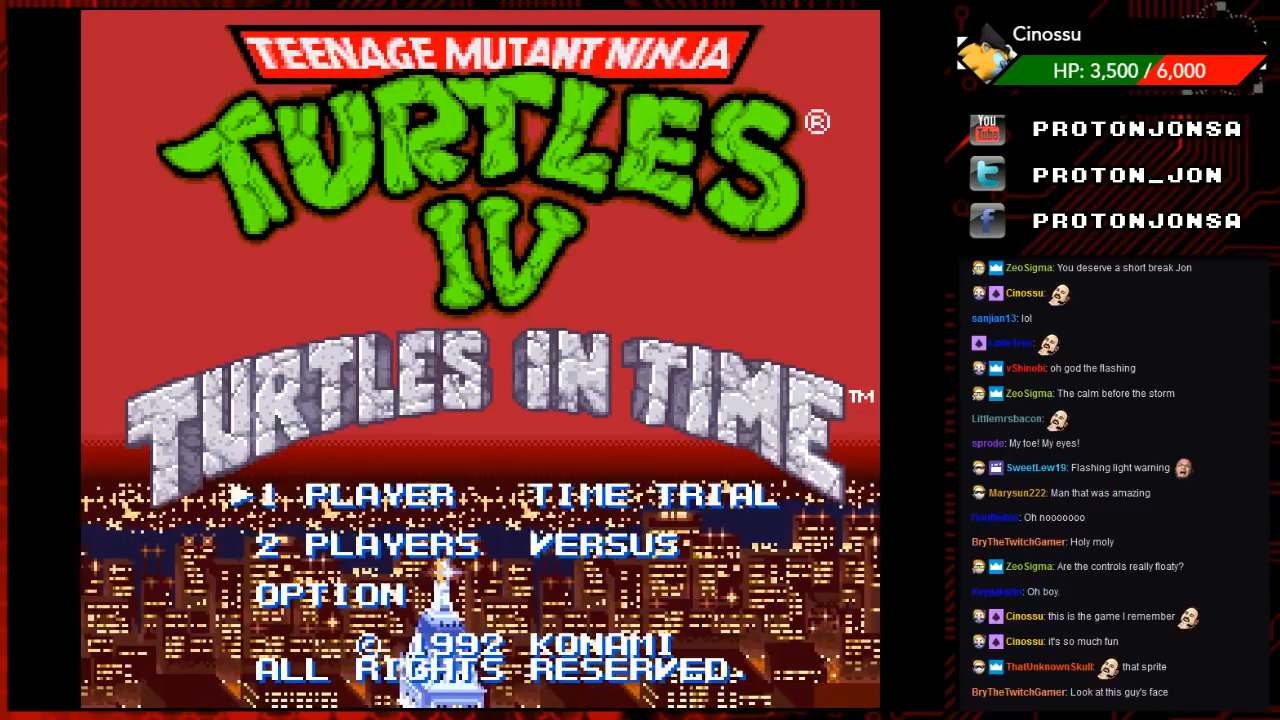 TEENAGE MUTANT NINJA
TURTLES®
IV
TURTLES IN TIME™
1 PLAYER TIME TRIAL
2 PLAYERS VERSUS
OPTION
© 1992 KONAMI
ALL RIGHTS RESERVED.
Cinossu
HP: 3,500 / 6,000
You Tube PROTONJONSA
t PROTON_JON
f PROTONJONSA
ZeoSigma: You deserve a short break Jon
Cinossu:
sanjian13: lol
vShinobi: oh god the flashing
ZeoSigma: The calm before the storm
Littlemrsbacon:
sprode: My toe! My eyes!
SweetLew19: Flashing light warning
Marysun222: Man that was amazing
Oh nooooooo
BryTheTwitchGamer: Holy moly
ZeoSigma: Are the controls really floaty?
Oh boy.
Cinossu: this is the game I remember
Cinossu: it's so much fun
ThatUnknownSkull: that sprite
BryTheTwitchGamer: Look at this guy's face